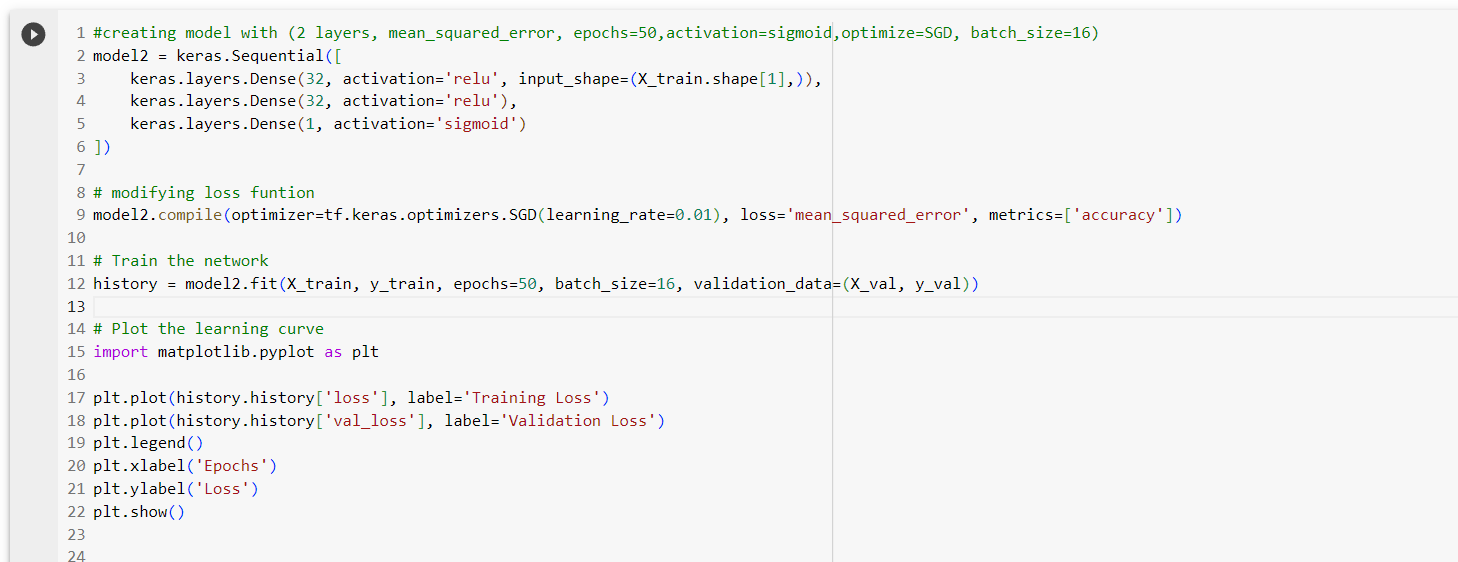 1 #creating model with (2 layers, mean_squared_error, epochs=50,activation=sigmoid,optimize=SGD, batch_size=16)
2 model2 = keras.Sequential([
3     keras.layers.Dense(32, activation='relu', input_shape=(X_train.shape[1],)),
4     keras.layers.Dense(32, activation='relu'),
5     keras.layers.Dense(1, activation='sigmoid')
6 ])
7
8 # modifying loss funtion
9 model2.compile(optimizer=tf.keras.optimizers.SGD(learning_rate=0.01), loss='mean_squared_error', metrics=['accuracy'])
10
11 # Train the network
12 history = model2.fit(X_train, y_train, epochs=50, batch_size=16, validation_data=(X_val, y_val))
13
14 # Plot the learning curve
15 import matplotlib.pyplot as plt
16
17 plt.plot(history.history['loss'], label='Training Loss')
18 plt.plot(history.history['val_loss'], label='Validation Loss')
19 plt.legend()
20 plt.xlabel('Epochs')
21 plt.ylabel('Loss')
22 plt.show()
23
24